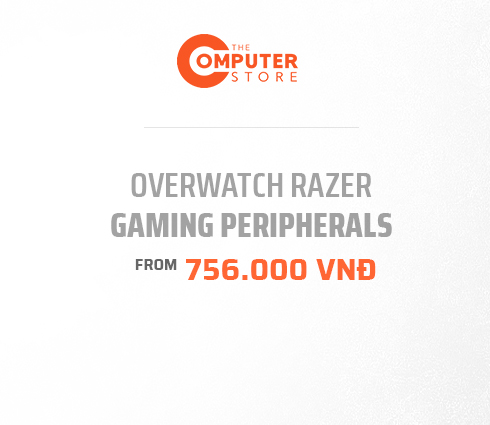 THE
COMPUTER
STORE
OVERWATCH RAZER
GAMING PERIPHERALS
FROM 756.000 VNĐ